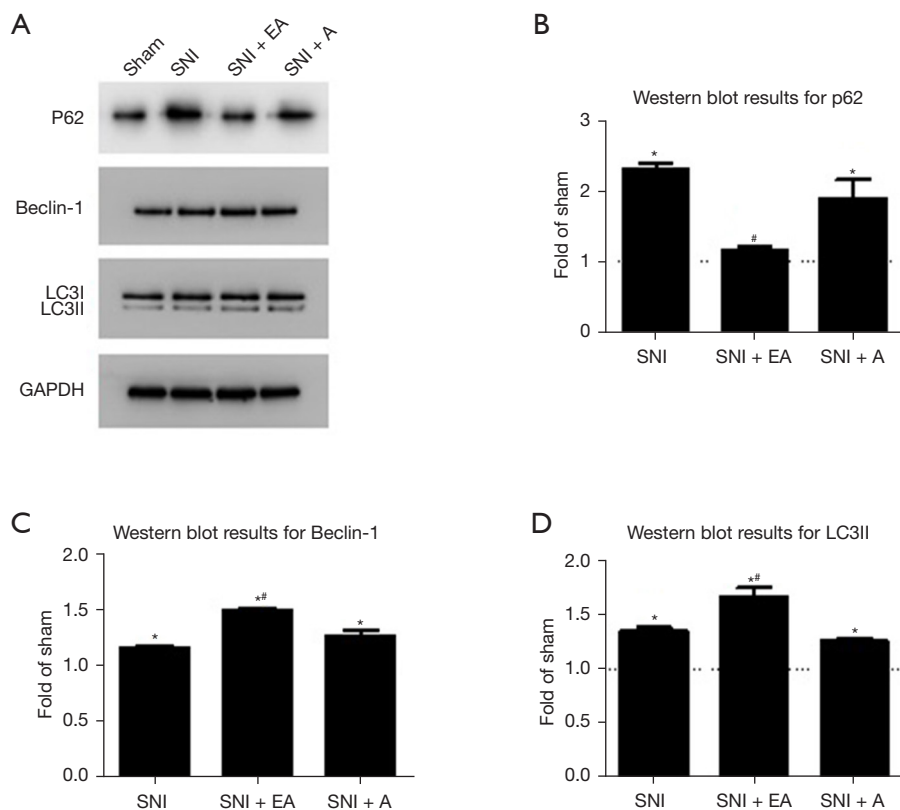 A
Sham
SNI
SNI + EA
SNI + A
P62
Beclin-1
LC3I
LC3II
GAPDH
B
Western blot results for p62
Fold of sham
3
2
1
0
*
#
*
SNI
SNI + EA
SNI + A
C
Western blot results for Beclin-1
Fold of sham
2.0
1.5
1.0
0.5
0.0
*
*#
*
SNI
SNI + EA
SNI + A
D
Western blot results for LC3II
Fold of sham
2.0
1.5
1.0
0.5
0.0
*
*#
*
SNI
SNI + EA
SNI + A